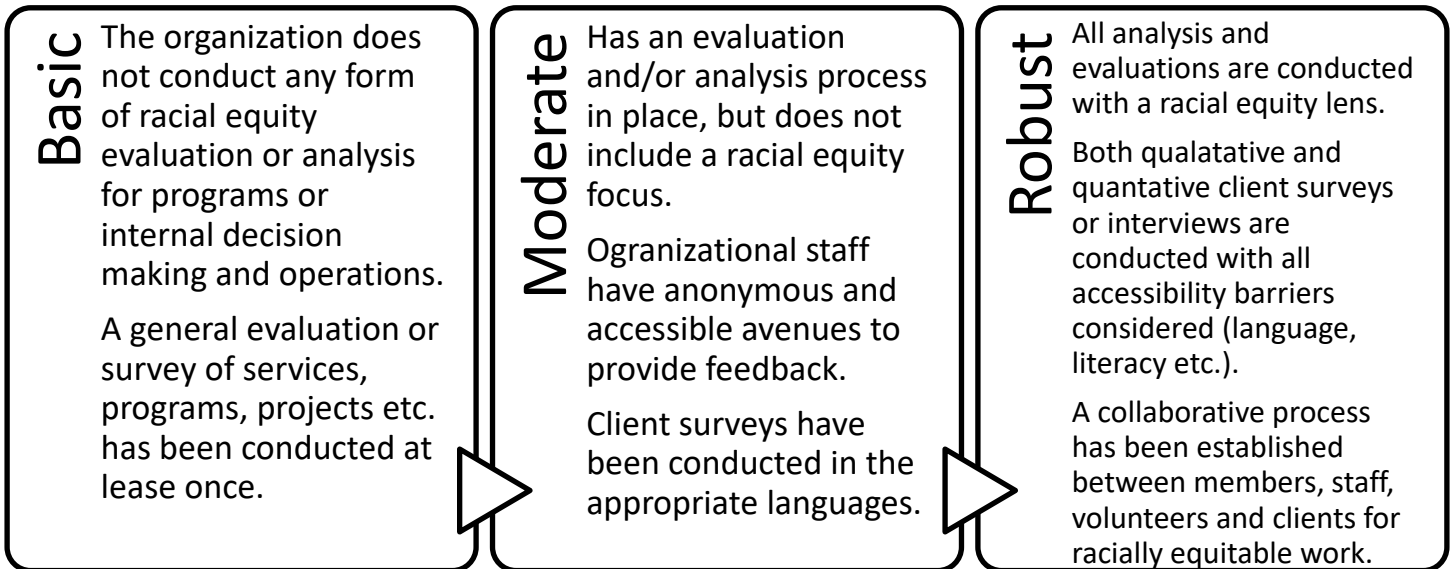 Basic
The organization does
not conduct any form
of racial equity
evaluation or analysis
for programs or
internal decision
making and operations.
A general evaluation or
survey of services,
programs, projects etc.
has been conducted at
lease once.
Moderate
Has an evaluation
and/or analysis process
in place, but does not
include a racial equity
focus.
Ogranizational staff
have anonymous and
accessible avenues to
provide feedback.
Client surveys have
been conducted in the
appropriate languages.
Robust
All analysis and
evaluations are conducted
with a racial equity lens.
Both qualatative and
quantative client surveys
or interviews are
conducted with all
accessibility barriers
considered (language,
literacy etc.).
A collaborative process
has been established
between members, staff,
volunteers and clients for
racially equitable work.